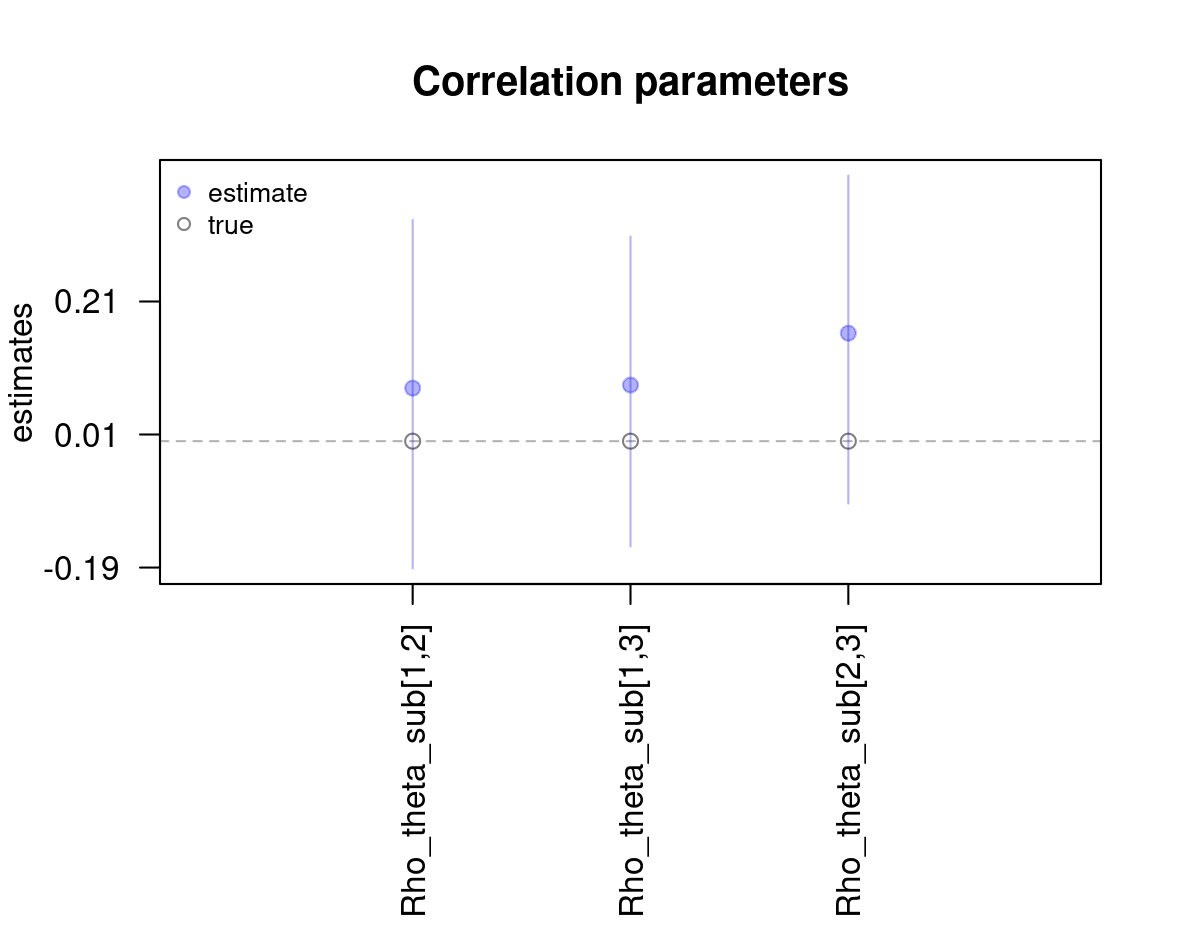 Correlation parameters
estimate
true
estimates
0.21
0.01
-0.19
Rho_theta_sub[1,2]
Rho_theta_sub[1,3]
Rho_theta_sub[2,3]